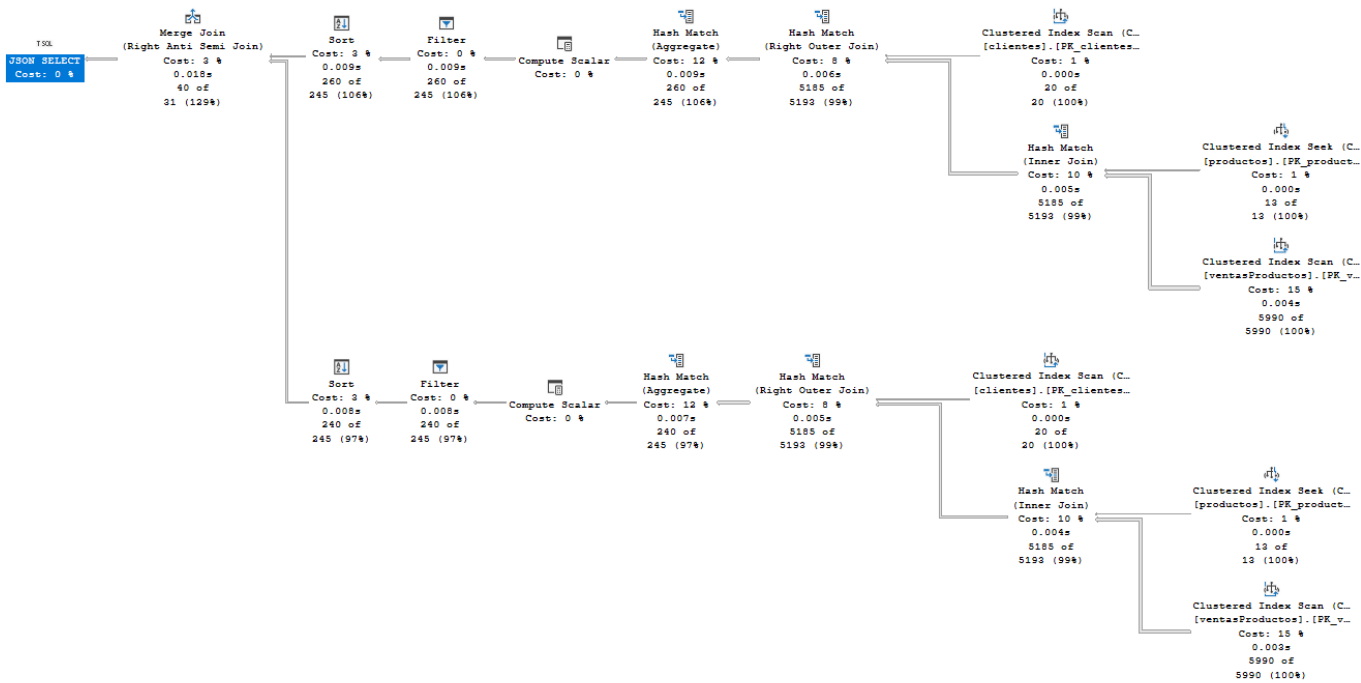 T SQL
JSON SELECT
Cost: 0 %
Merge Join
(Right Anti Semi Join)
Cost: 3 %
0.018s
40 of
31 (129%)
Sort
Cost: 3 %
0.009s
260 of
245 (106%)
Filter
Cost: 0 %
0.009s
260 of
245 (106%)
Compute Scalar
Cost: 0 %
Hash Match
(Aggregate)
Cost: 12 %
0.009s
260 of
245 (106%)
Hash Match
(Right Outer Join)
Cost: 8 %
0.006s
5185 of
5193 (99%)
Clustered Index Scan (C…
[clientes].[PK_clientes…
Cost: 1 %
0.000s
20 of
20 (100%)
Hash Match
(Inner Join)
Cost: 10 %
0.005s
5185 of
5193 (99%)
Clustered Index Seek (C…
[productos].[PK_product…
Cost: 1 %
0.000s
13 of
13 (100%)
Clustered Index Scan (C…
[ventasProductos].[PK_v…
Cost: 15 %
0.004s
5990 of
5990 (100%)
Sort
Cost: 3 %
0.008s
240 of
245 (97%)
Filter
Cost: 0 %
0.008s
240 of
245 (97%)
Compute Scalar
Cost: 0 %
Hash Match
(Aggregate)
Cost: 12 %
0.007s
240 of
245 (97%)
Hash Match
(Right Outer Join)
Cost: 8 %
0.005s
5185 of
5193 (99%)
Clustered Index Scan (C…
[clientes].[PK_clientes…
Cost: 1 %
0.000s
20 of
20 (100%)
Hash Match
(Inner Join)
Cost: 10 %
0.004s
5185 of
5193 (99%)
Clustered Index Seek (C…
[productos].[PK_product…
Cost: 1 %
0.000s
13 of
13 (100%)
Clustered Index Scan (C…
[ventasProductos].[PK_v…
Cost: 15 %
0.003s
5990 of
5990 (100%)